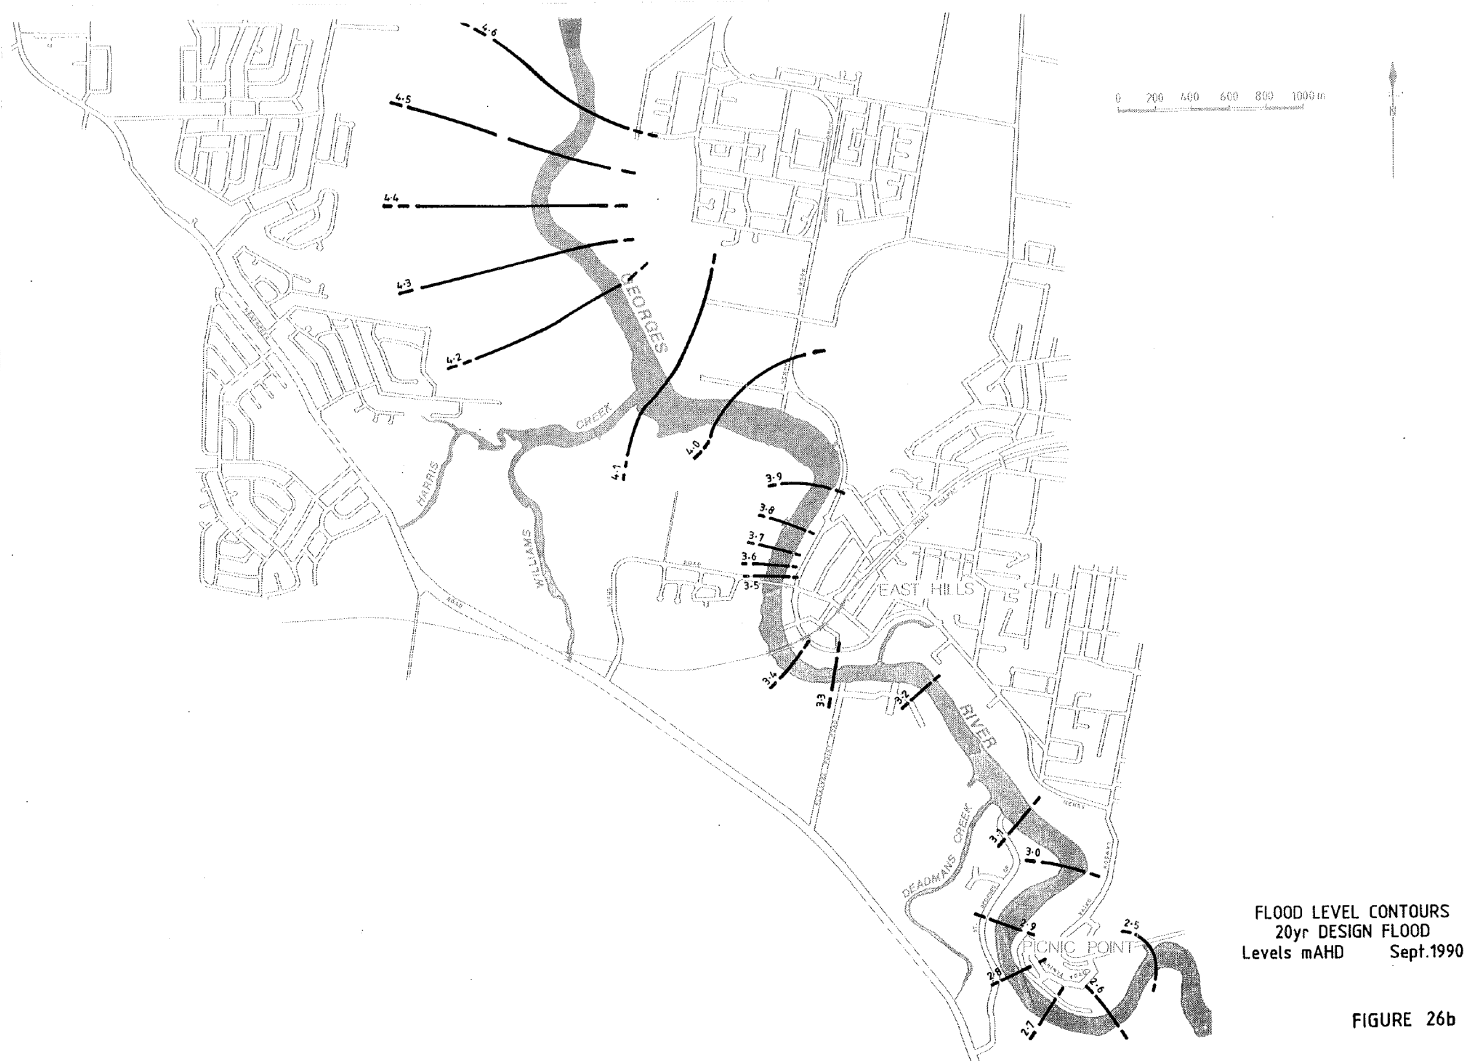 4·6
4·5
0 200 400 600 800 1000 m
N
4·4
4·3
GEORGES
4·2
CREEK
4·0
4·1
HARRIS
3·9
3·8
WILLIAMS
3·7
3·6
3·5
ROAD
EAST HILLS
ROAD
3·4
3·3
3·2
RIVER
HENRY
3·1
DEADMANS CREEK
3·0
2·9
2·5
PICNIC POINT
2·8
2·6
2·7
FLOOD LEVEL CONTOURS
20yr DESIGN FLOOD
Levels mAHD Sept.1990
FIGURE 26b